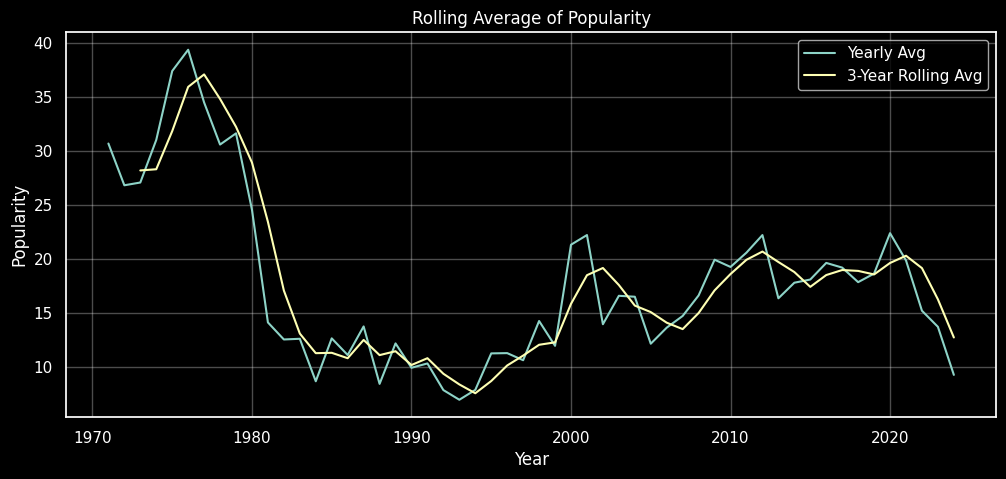 Rolling Average of Popularity
Yearly Avg
3-Year Rolling Avg
40
35
30
25
20
15
10
Popularity
1970 1980 1990 2000 2010 2020
Year